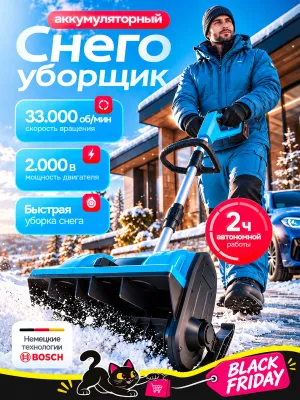 аккумуляторный
Снего
уборщик
33.000 об/мин
скорость вращения
2.000 в
мощность двигателя
Быстрая
уборка снега
2 ч
автономной
работы
Немецкие
технологии
BOSCH
BLACK
FRIDAY